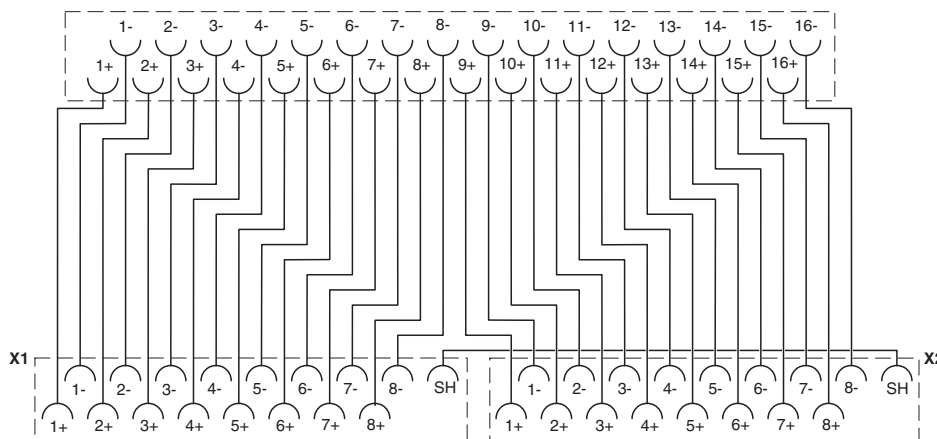 1- 2- 3- 4- 5- 6- 7- 8- 9- 10- 11- 12- 13- 14- 15- 16-
1+ 2+ 3+ 4- 5+ 6+ 7+ 8+ 9+ 10+ 11+ 12+ 13+ 14+ 15+ 16+
X1 X2
1- 2- 3- 4- 5- 6- 7- 8- SH 1- 2- 3- 4- 5- 6- 7- 8- SH
1+ 2+ 3+ 4+ 5+ 6+ 7+ 8+ 1+ 2+ 3+ 4+ 5+ 6+ 7+ 8+